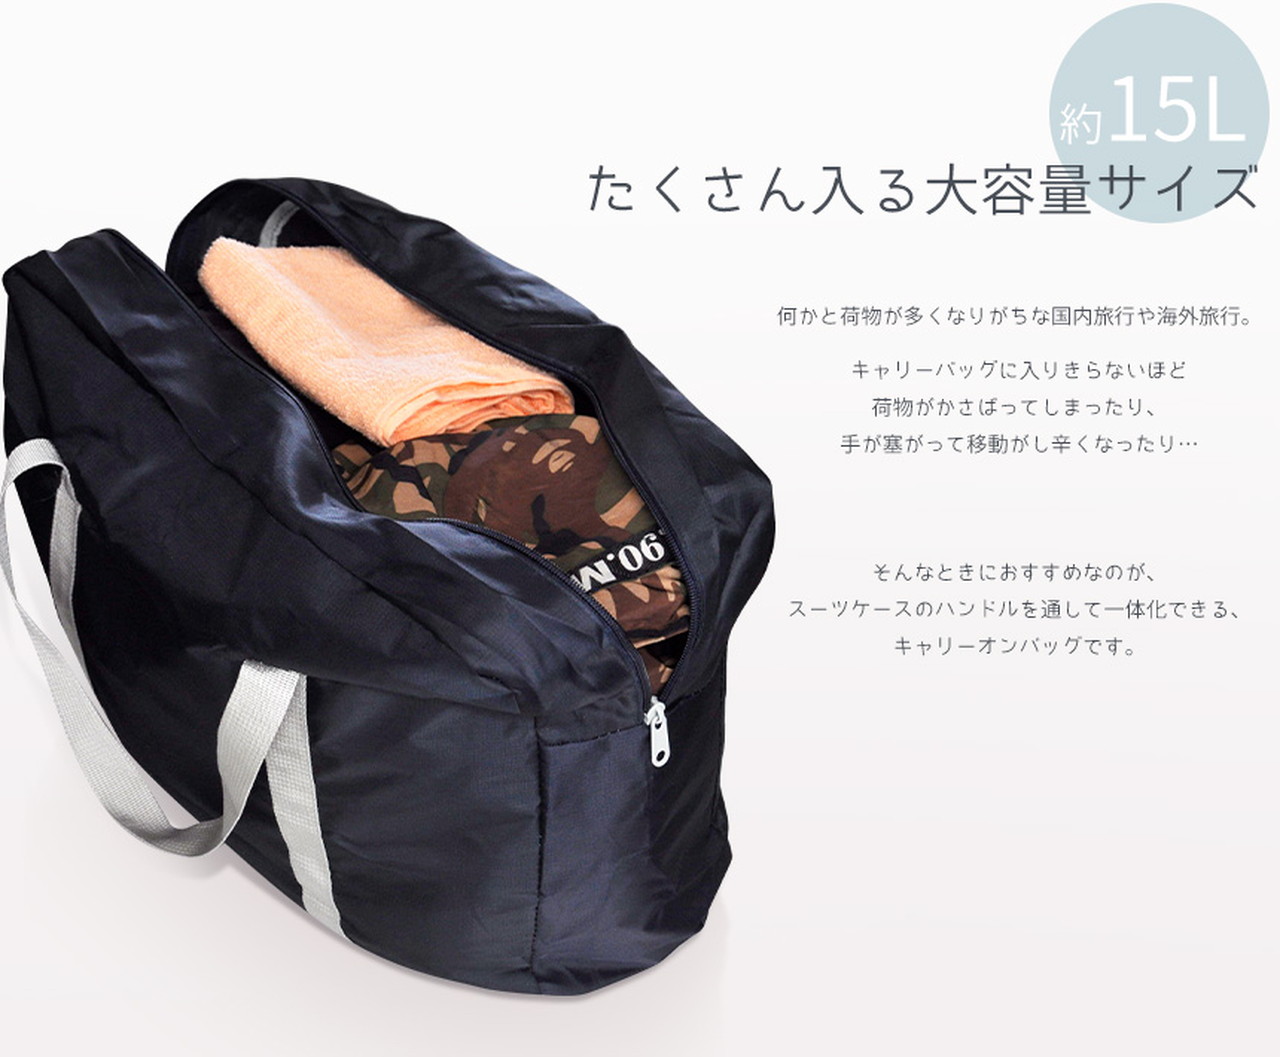 約15L
たくさん入る大容量サイズ
何かと荷物が多くなりがちな国内旅行や海外旅行。
キャリーバッグに入りきらないほど
荷物がかさばってしまったり、
手が塞がって移動がし辛くなったり…
そんなときにおすすめなのが、
スーツケースのハンドルを通して一体化できる、
キャリーオンバッグです。
90.M